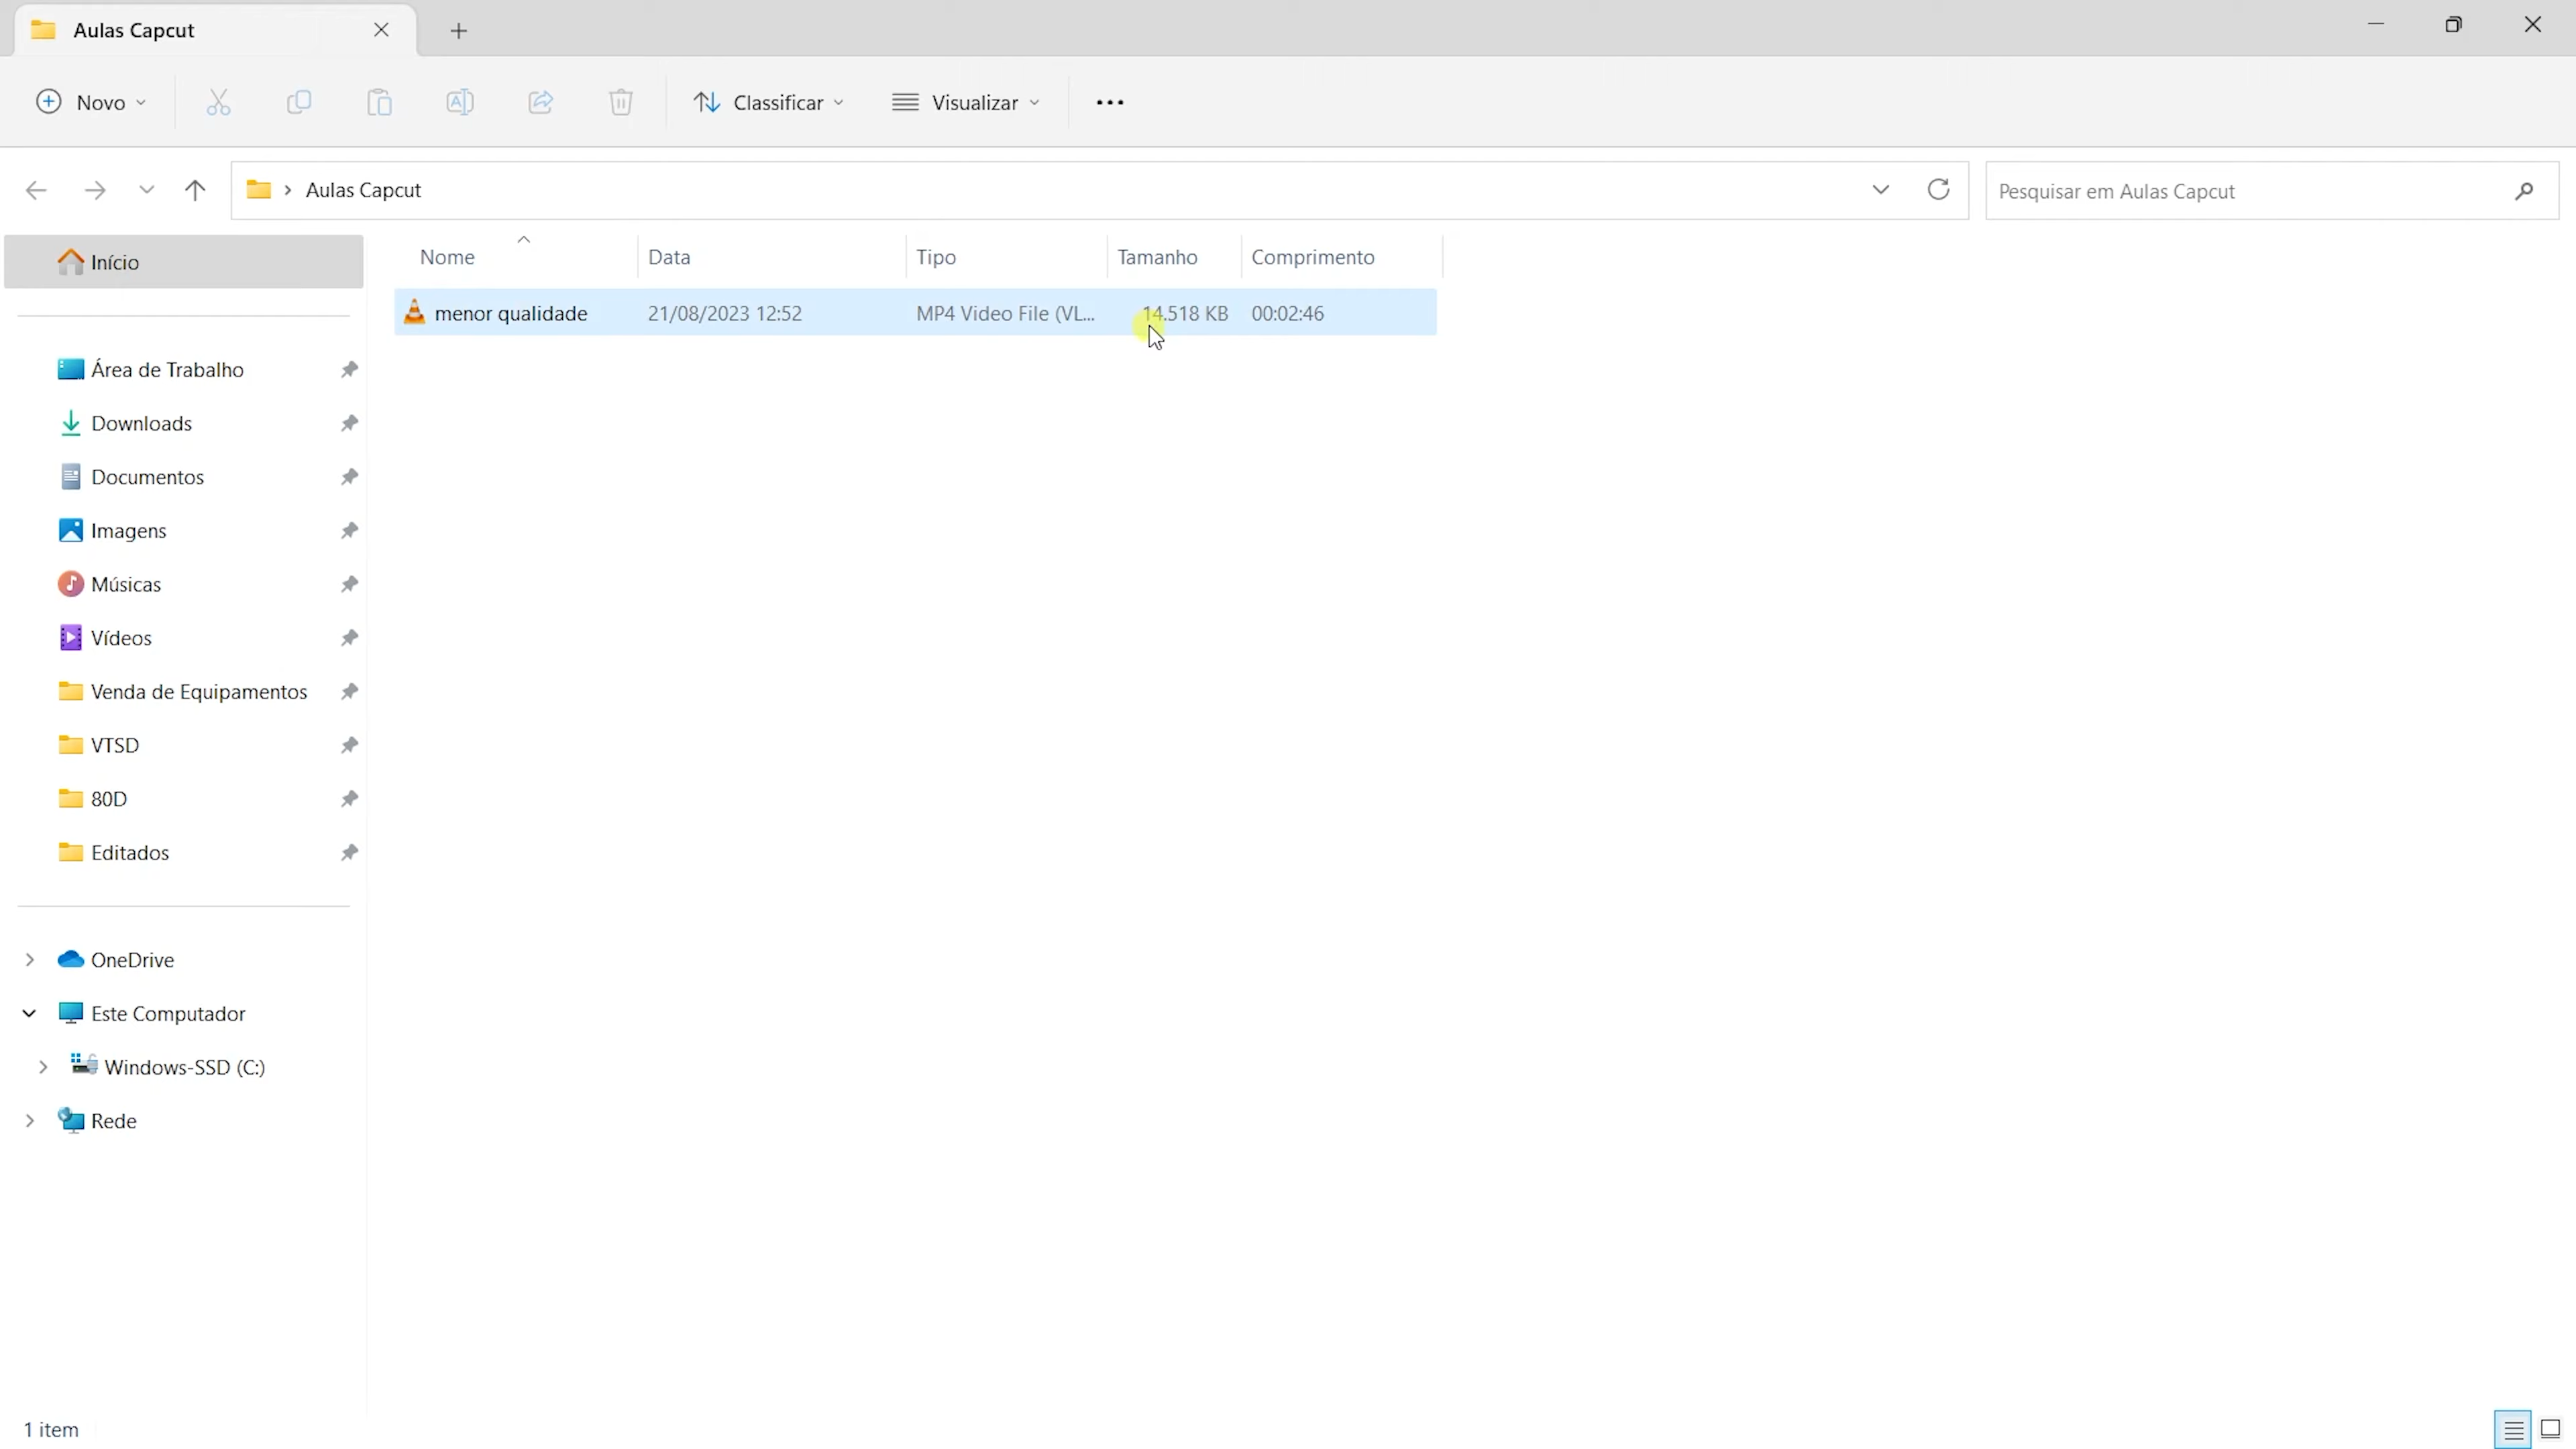 Aulas Capcut
Novo
Classificar
Visualizar
Aulas Capcut
Pesquisar em Aulas Capcut
Início
Nome
Data
Tipo
Tamanho
Comprimento
menor qualidade
21/08/2023 12:52
MP4 Video File (VL...
14.518 KB
00:02:46
Área de Trabalho
Downloads
Documentos
Imagens
Músicas
Vídeos
Venda de Equipamentos
VTSD
80D
Editados
OneDrive
Este Computador
Windows-SSD (C:)
Rede
1 item